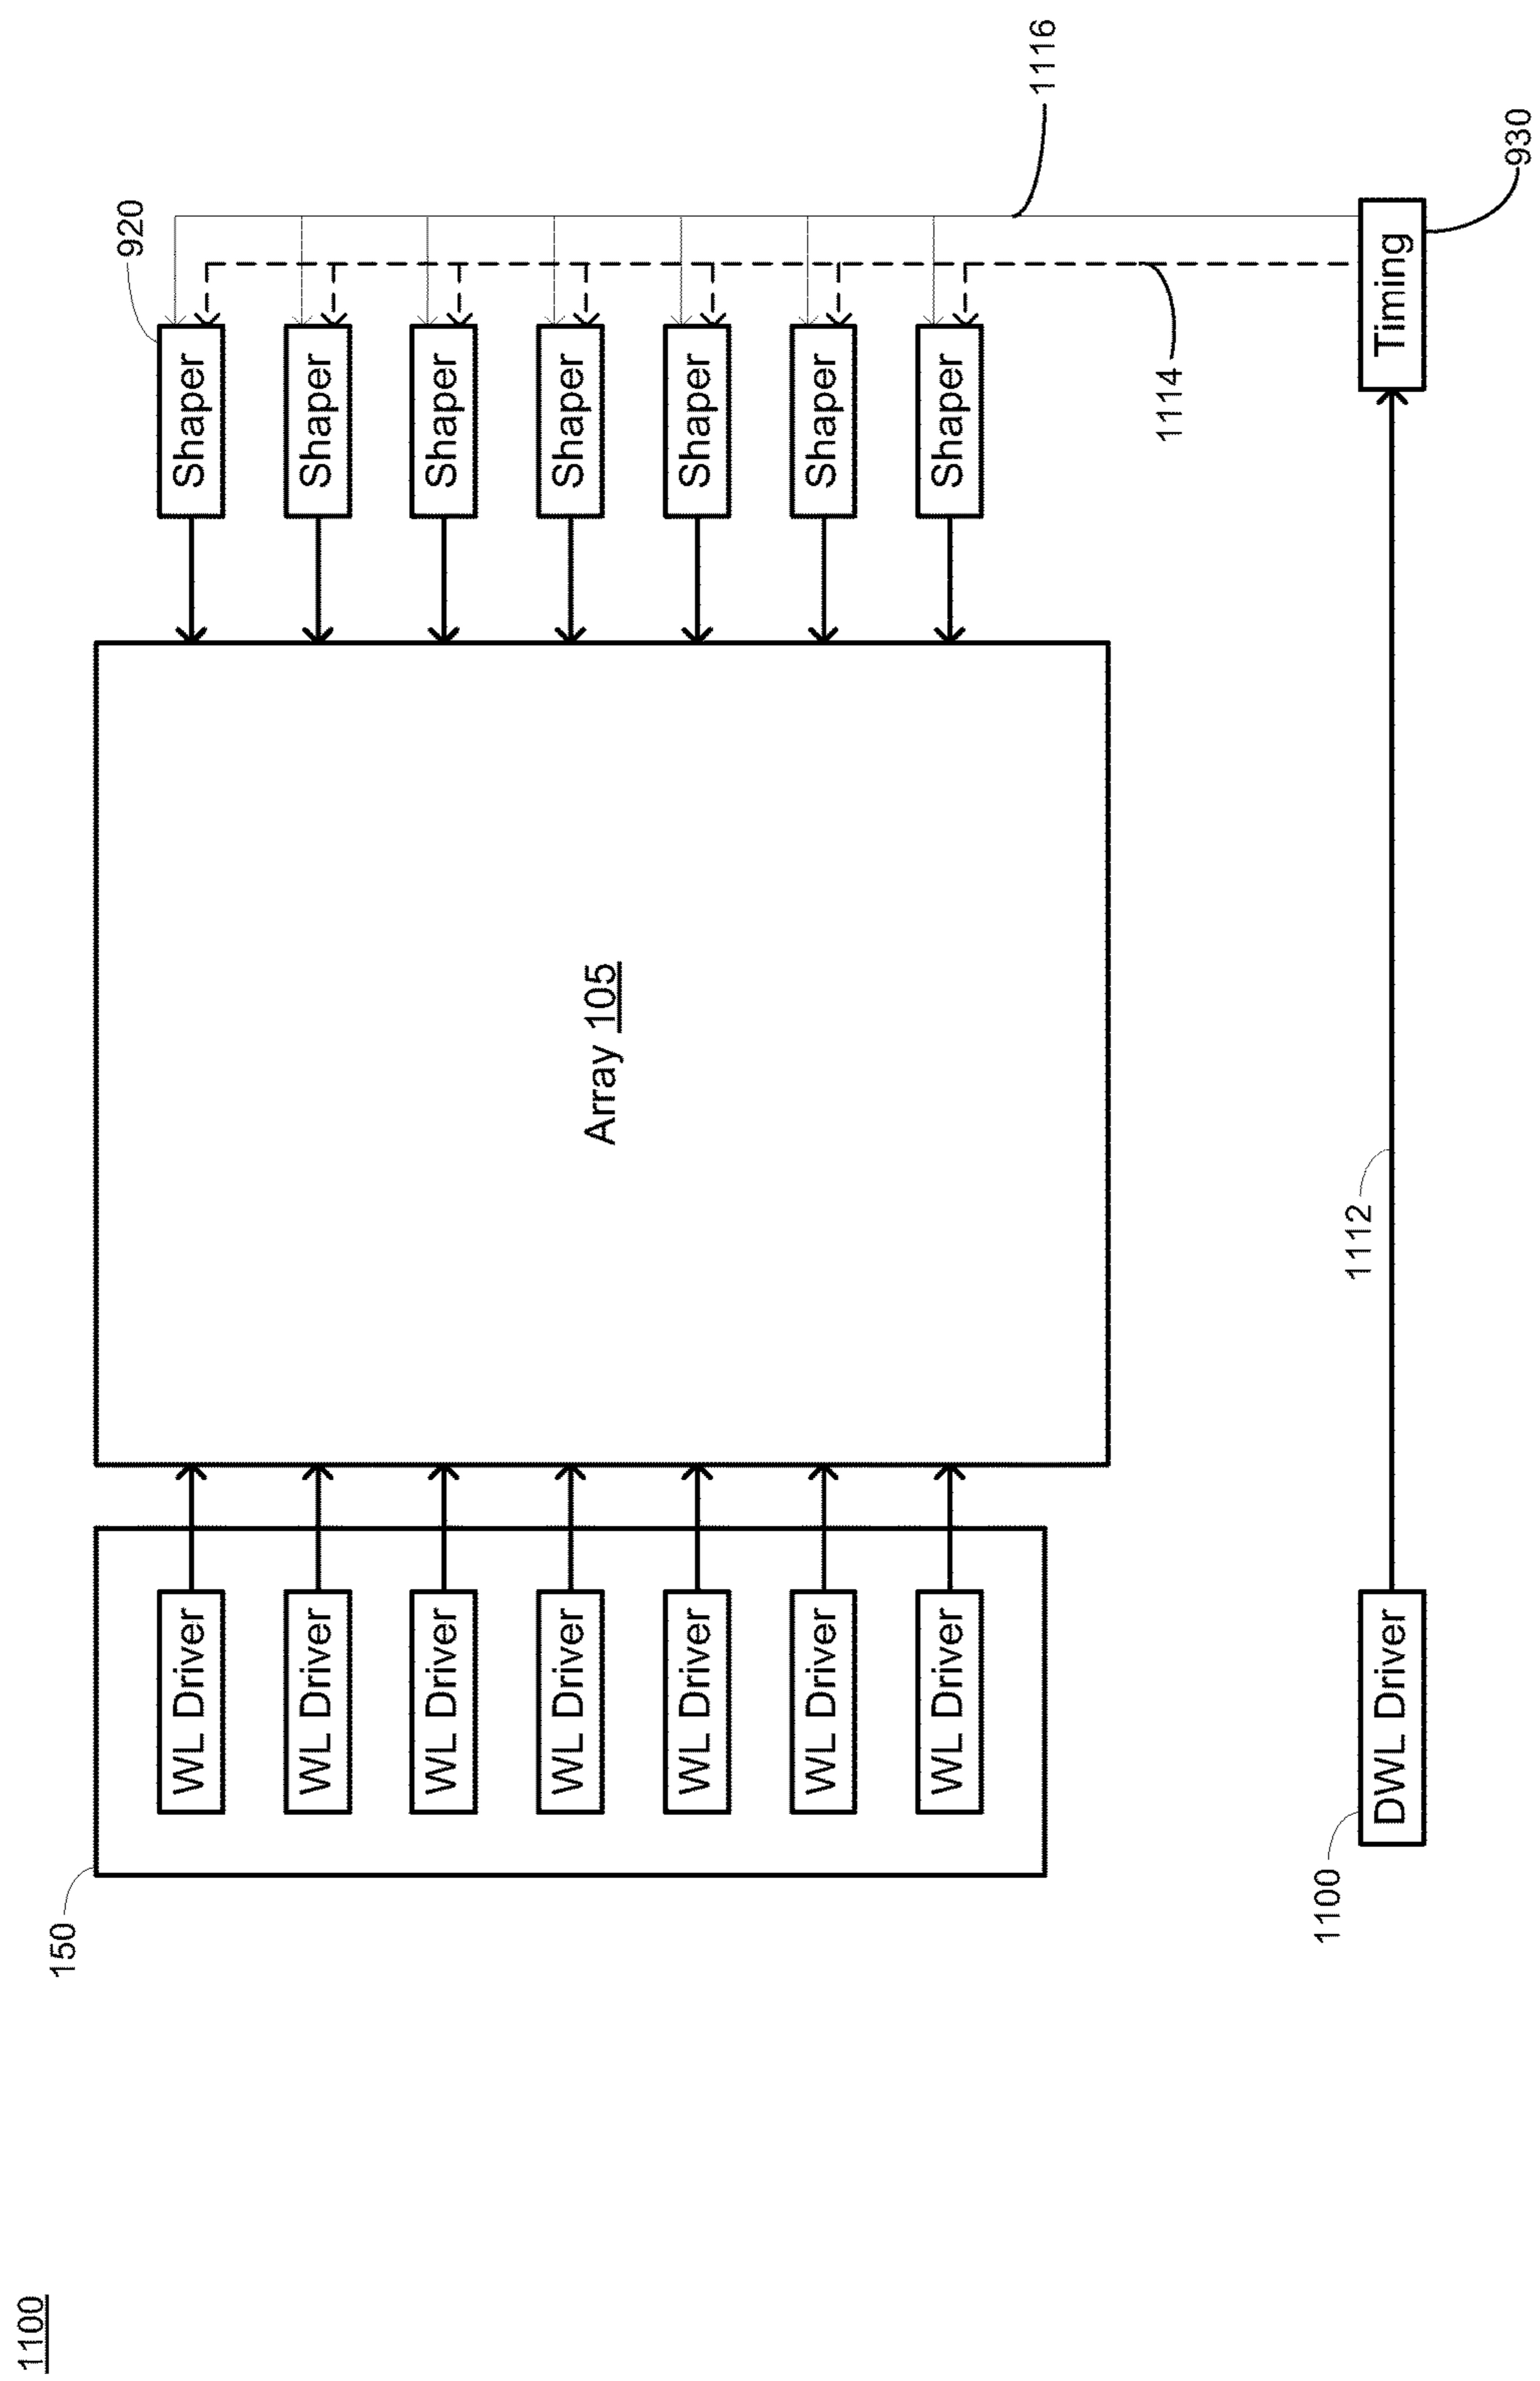 1100
150
920
WL Driver
Shaper
WL Driver
Shaper
WL Driver
Shaper
WL Driver
Shaper
Array 105
WL Driver
Shaper
WL Driver
Shaper
WL Driver
Shaper
1116
1114
1100
1112
DWL Driver
Timing
930